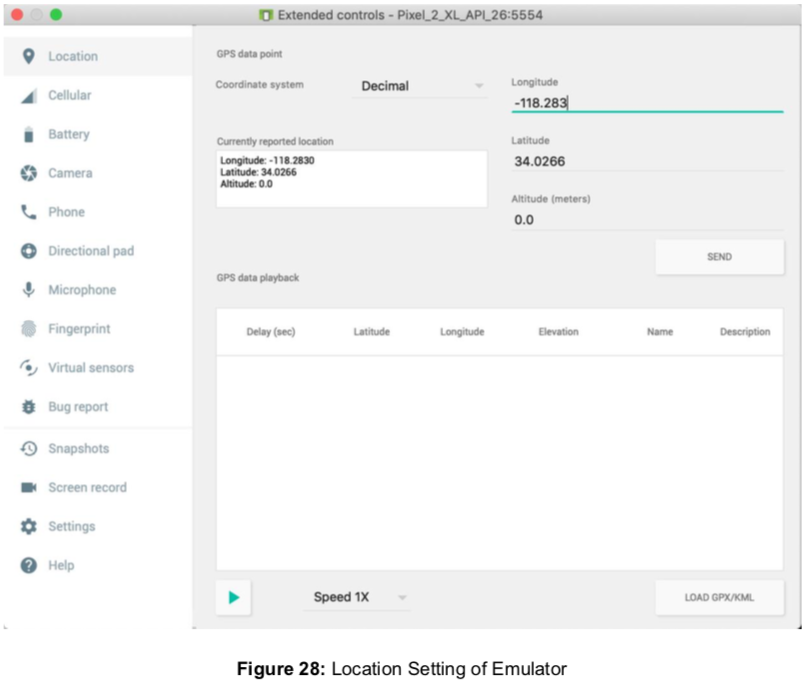 Extended controls - Pixel_2_XL_API_26:5554
Location
Cellular
Battery
Camera
Phone
Directional pad
Microphone
Fingerprint
Virtual sensors
Bug report
Snapshots
Screen record
Settings
Help
GPS data point
Coordinate system Decimal
Longitude
-118.283
Currently reported location
Longitude: -118.2830
Latitude: 34.0266
Altitude: 0.0
Latitude
34.0266
Altitude (meters)
0.0
SEND
GPS data playback
Delay (sec) Latitude Longitude Elevation Name Description
Speed 1X
LOAD GPX/KML
Figure 28: Location Setting of Emulator